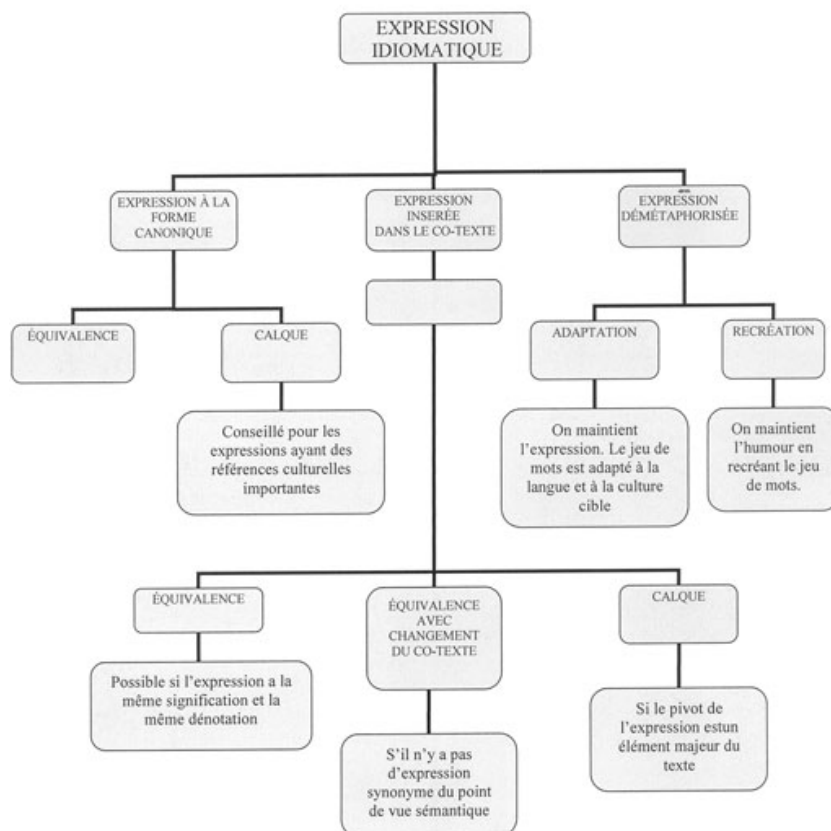 EXPRESSION
IDIOMATIQUE
EXPRESSION À LA
FORME
CANONIQUE
EXPRESSION
INSERÉE
DANS LE CO-TEXTE
EXPRESSION
DÉMÉTAPHORISÉE
ÉQUIVALENCE
CALQUE
ADAPTATION
RECRÉATION
Conseillé pour les
expressions ayant des
références culturelles
importantes
On maintient
l'expression. Le jeu de
mots est adapté à la
langue et à la culture
cible
On maintient
l'humour en
recréant le jeu
de mots.
ÉQUIVALENCE
ÉQUIVALENCE
AVEC
CHANGEMENT
DU CO-TEXTE
CALQUE
Possible si l'expression a la
même signification et la
même dénotation
S'il n'y a pas
d'expression
synonyme du point
de vue sémantique
Si le pivot de
l'expression estun
élément majeur du
texte